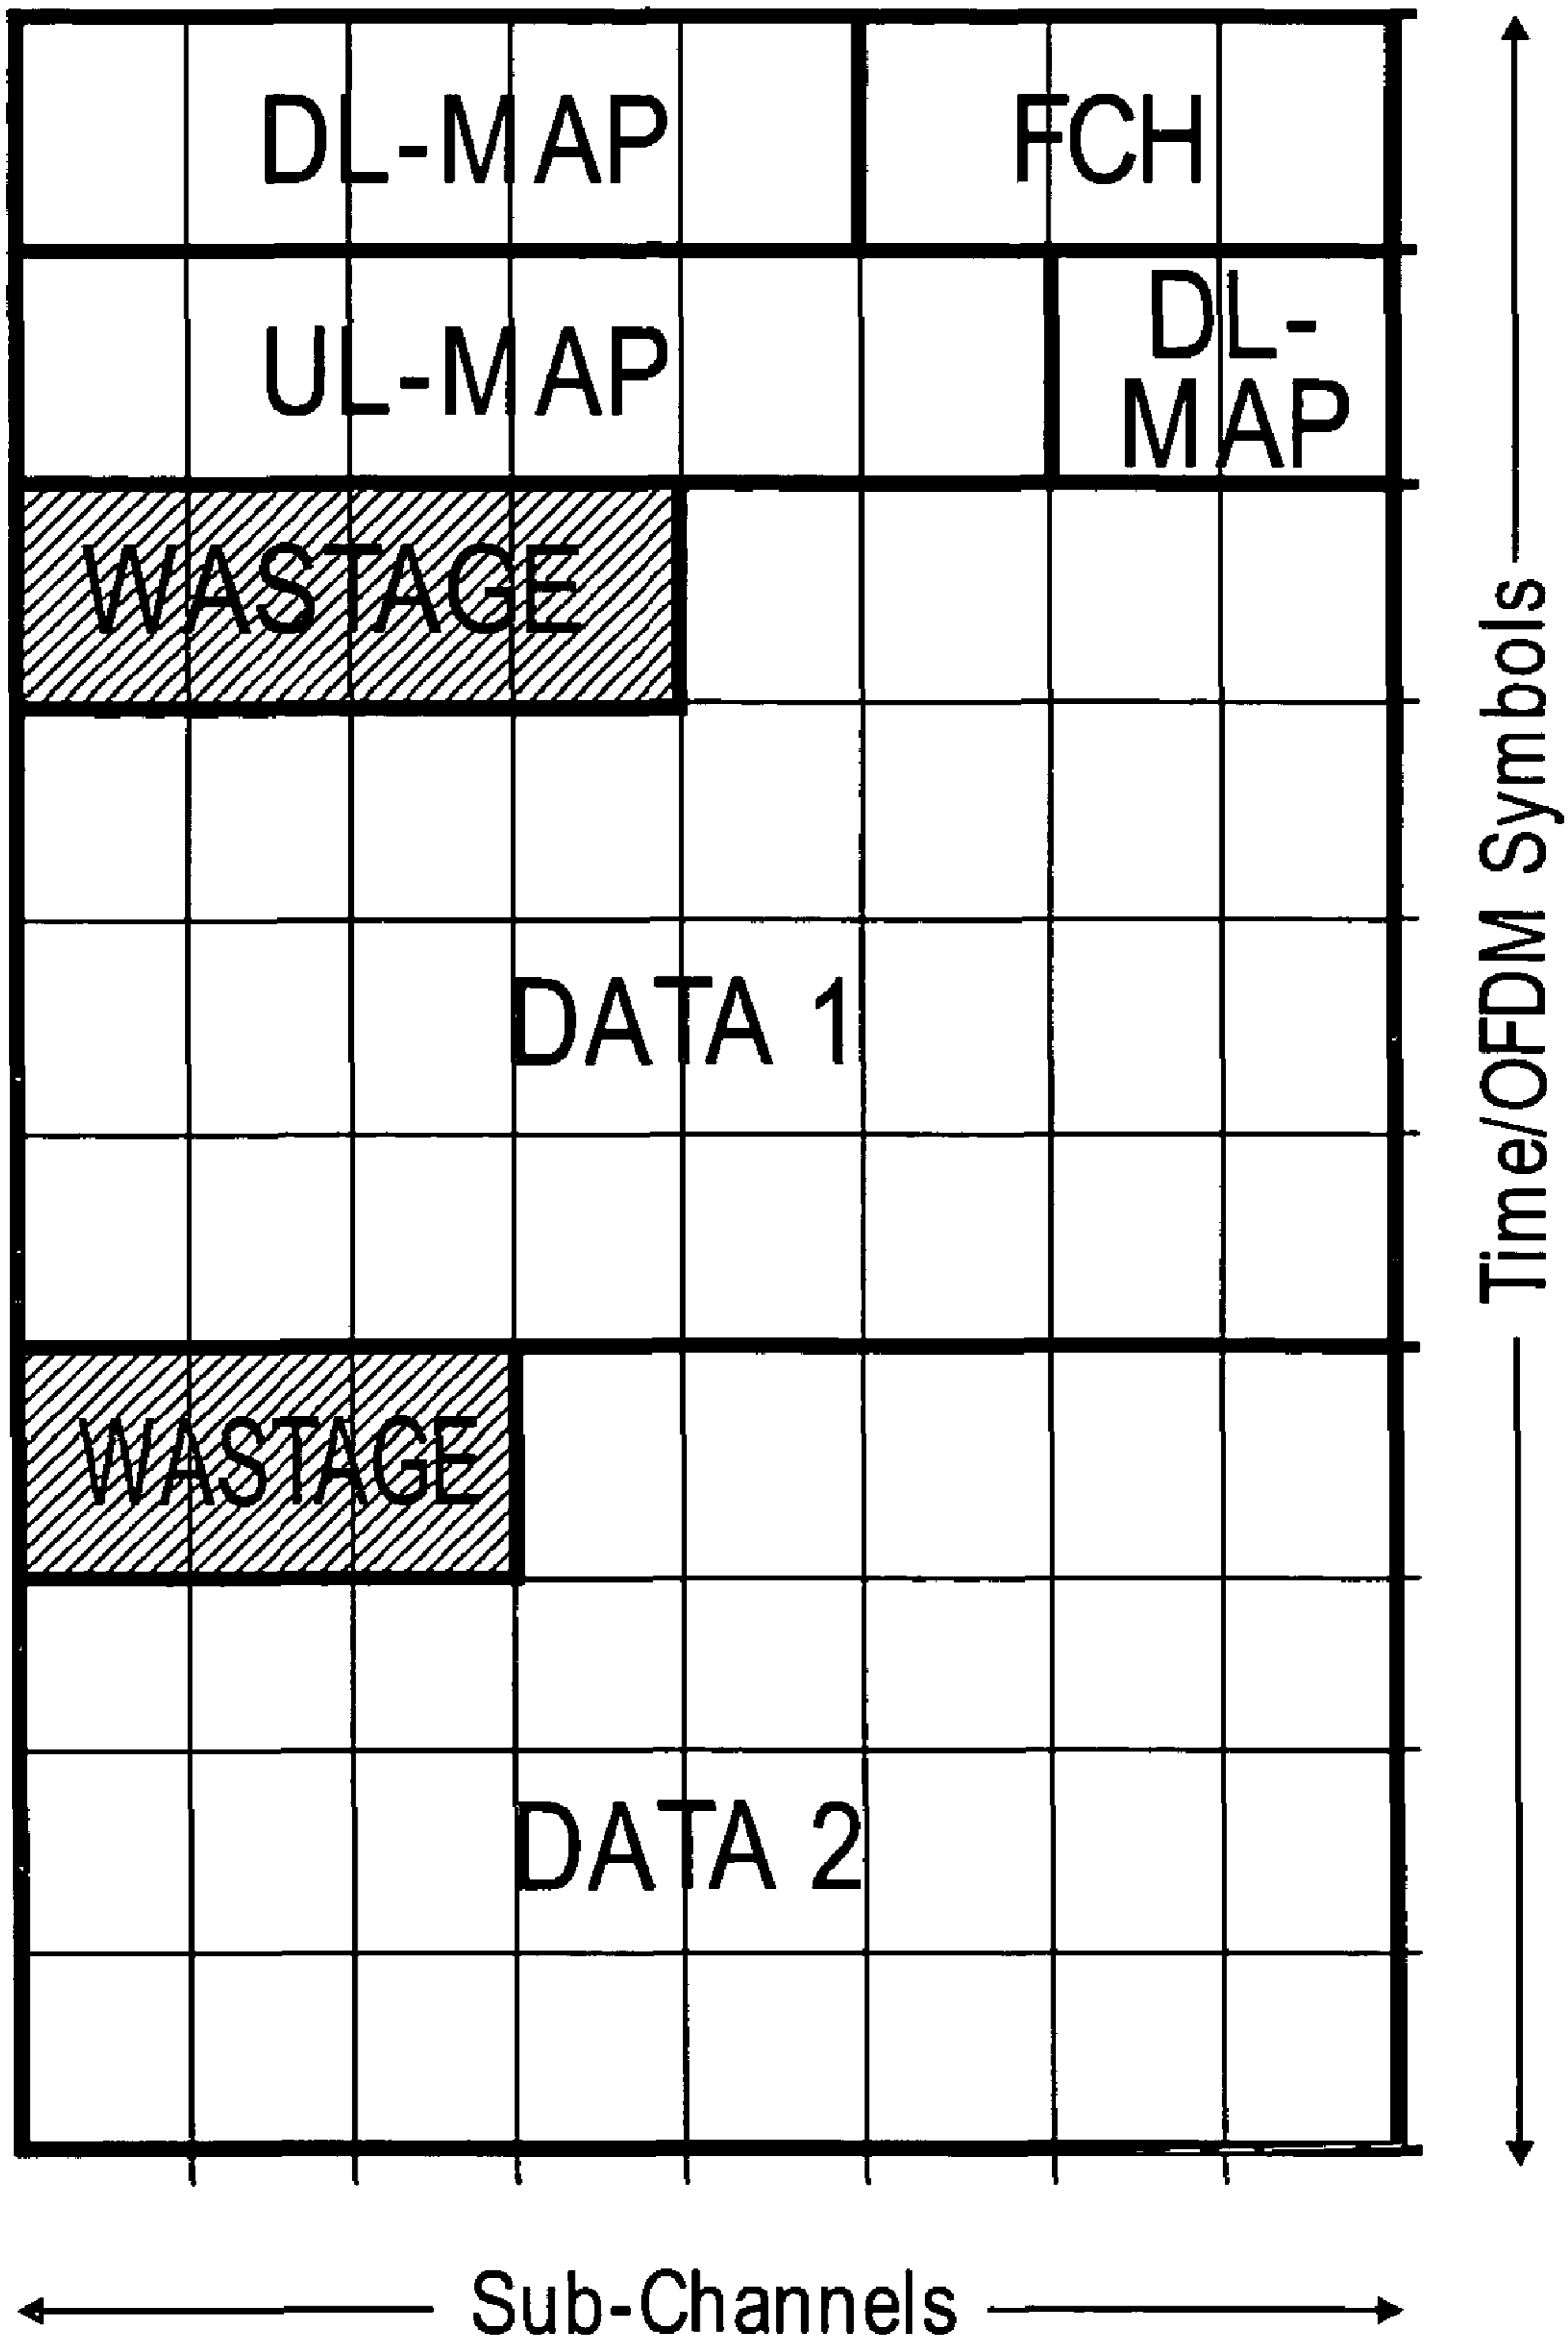 DL-MAP
FCH
UL-MAP
DL-
MAP
WASTAGE
DATA 1
WASTAGE
DATA 2
Time/OFDM Symbols
Sub-Channels